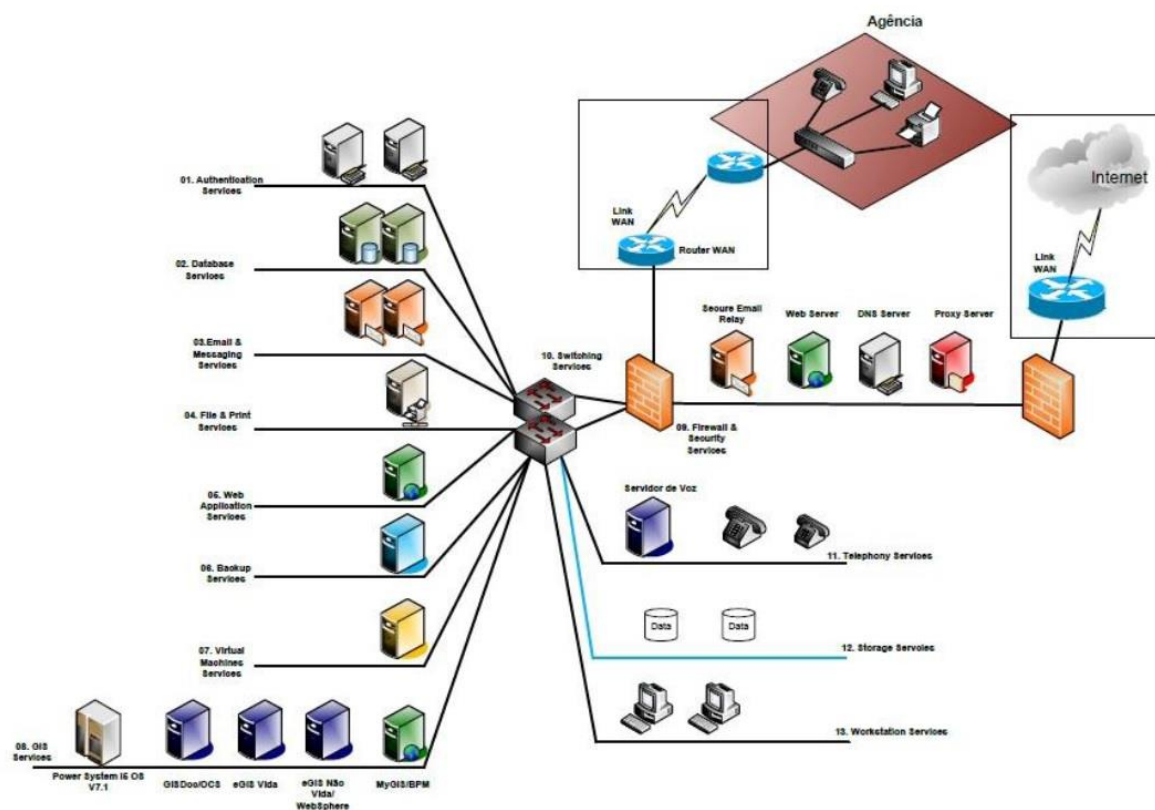 Agência
Internet
Link
WAN
Router WAN
Link
WAN
01. Authentication
Services
02. Database
Services
03.Email &
Messaging
Services
04. File & Print
Services
05. Web
Application
Services
06. Backup
Services
07. Virtual
Machines
Services
08. GIS
Services
Power System i5 OS
V7.1
GISDoc/OCS
eGIS Vida
eGIS Não
Vida/
WebSphere
MyGIS/BPM
10. Switching
Services
Secure Email
Relay
Web Server
DNS Server
Proxy Server
09. Firewall &
Security
Services
Servidor de Voz
11. Telephony Services
Data
Data
12. Storage Servoies
13. Workstation Services